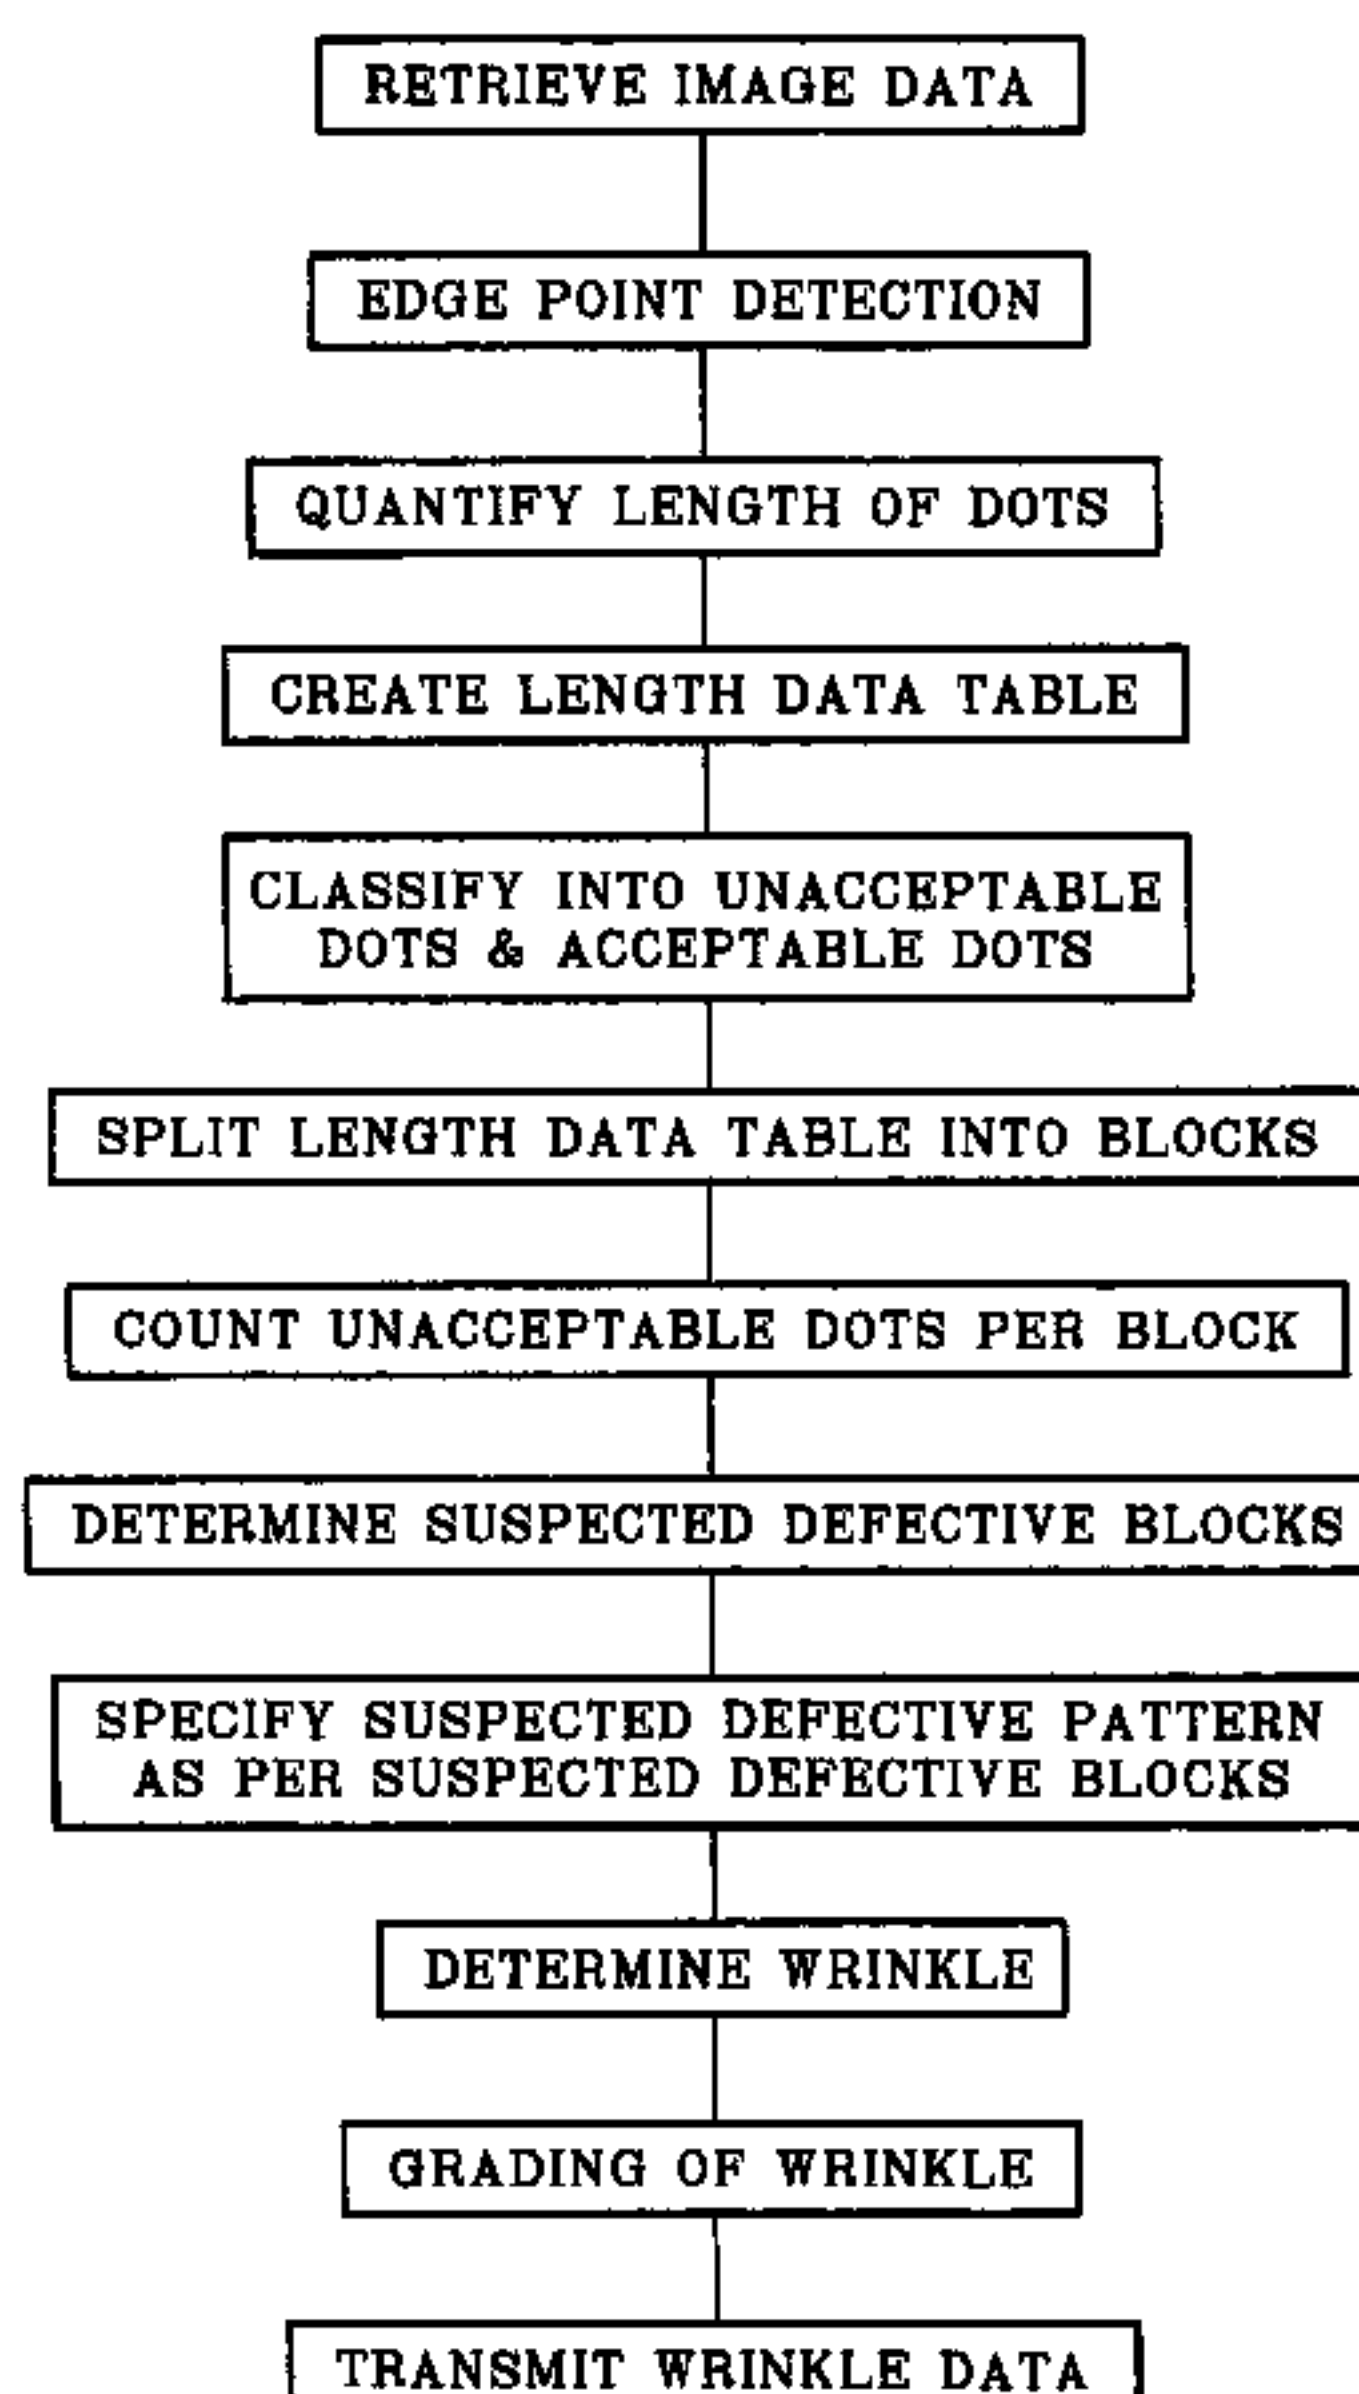 RETRIEVE IMAGE DATA
EDGE POINT DETECTION
QUANTIFY LENGTH OF DOTS
CREATE LENGTH DATA TABLE
CLASSIFY INTO UNACCEPTABLE
DOTS & ACCEPTABLE DOTS
SPLIT LENGTH DATA TABLE INTO BLOCKS
COUNT UNACCEPTABLE DOTS PER BLOCK
DETERMINE SUSPECTED DEFECTIVE BLOCKS
SPECIFY SUSPECTED DEFECTIVE PATTERN
AS PER SUSPECTED DEFECTIVE BLOCKS
DETERMINE WRINKLE
GRADING OF WRINKLE
TRANSMIT WRINKLE DATA